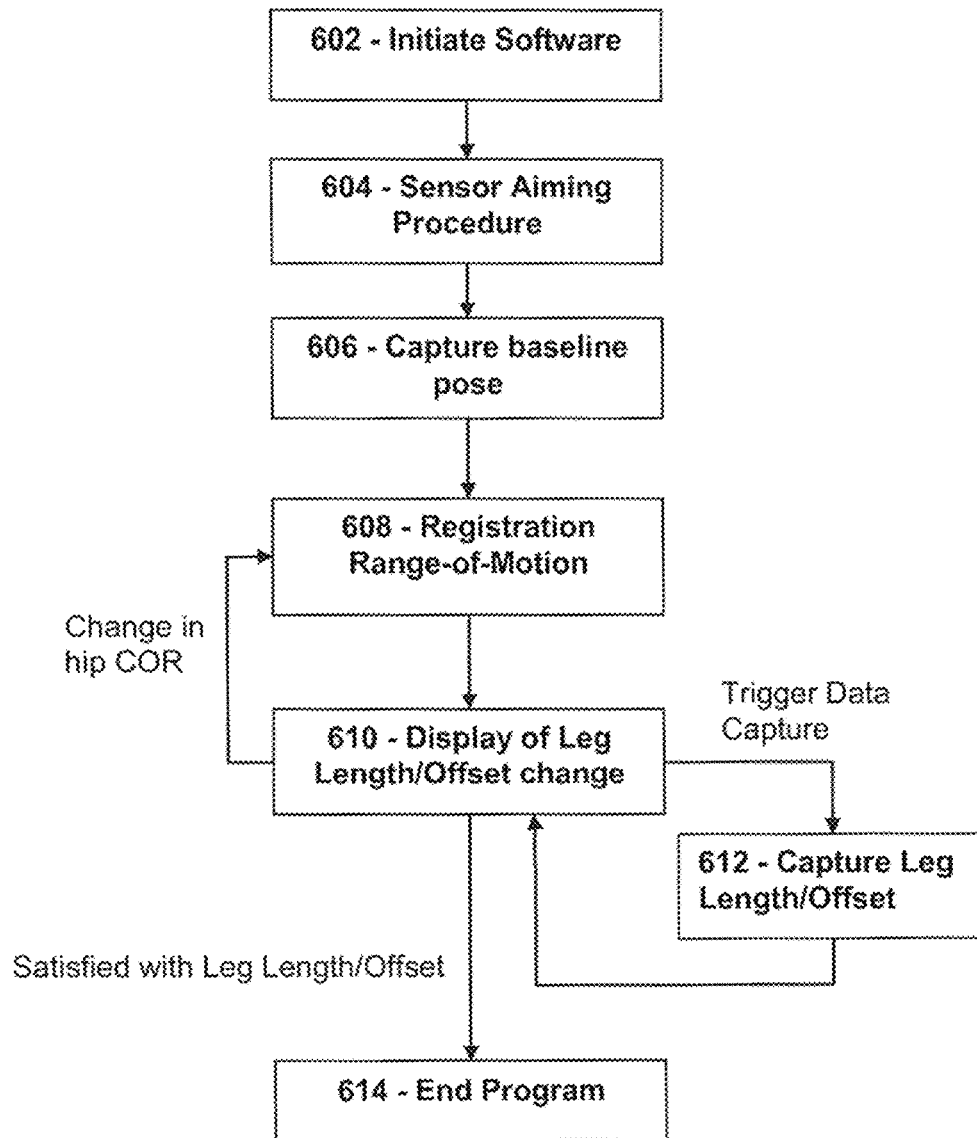 602 - Initiate Software
604 - Sensor Aiming
Procedure
606 - Capture baseline
pose
608 - Registration
Range-of-Motion
Change in
hip COR
610 - Display of Leg
Length/Offset change
Trigger Data
Capture
612 - Capture Leg
Length/Offset
Satisfied with Leg Length/Offset
614 - End Program